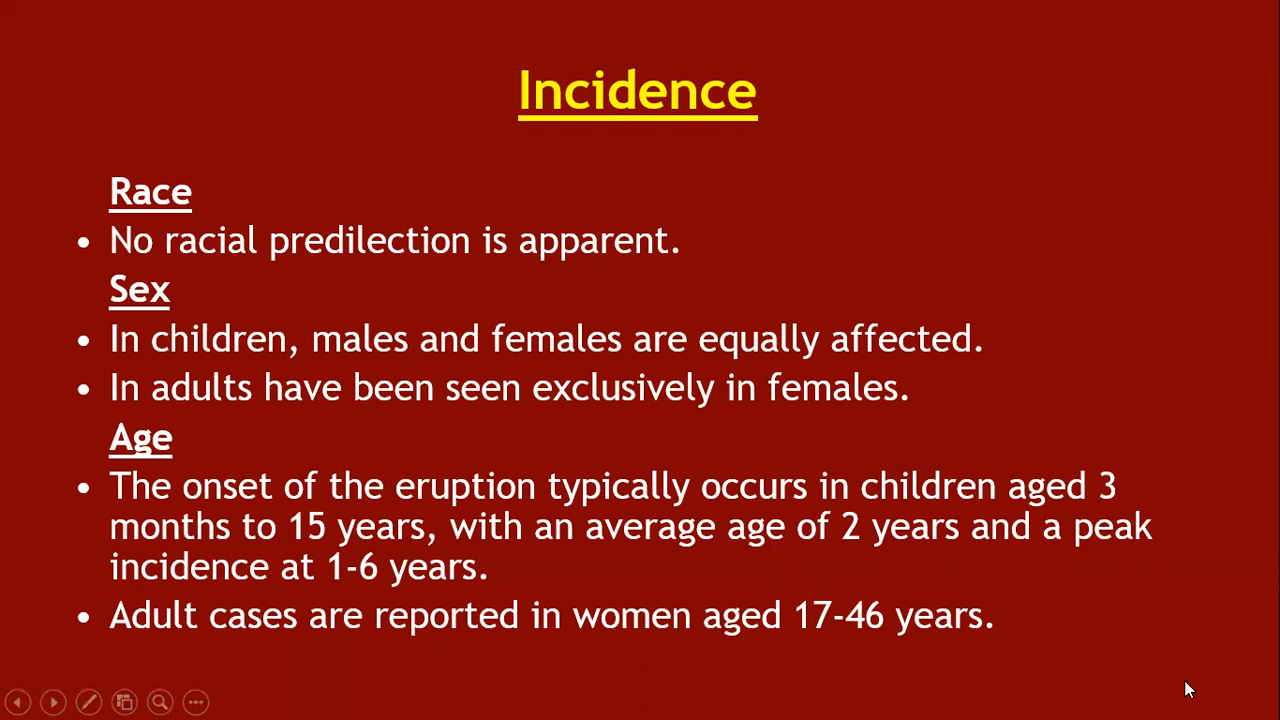 Incidence
Race
• No racial predilection is apparent.
Sex
• In children, males and females are equally affected.
• In adults have been seen exclusively in females.
Age
• The onset of the eruption typically occurs in children aged 3
months to 15 years, with an average age of 2 years and a peak
incidence at 1-6 years.
• Adult cases are reported in women aged 17-46 years.